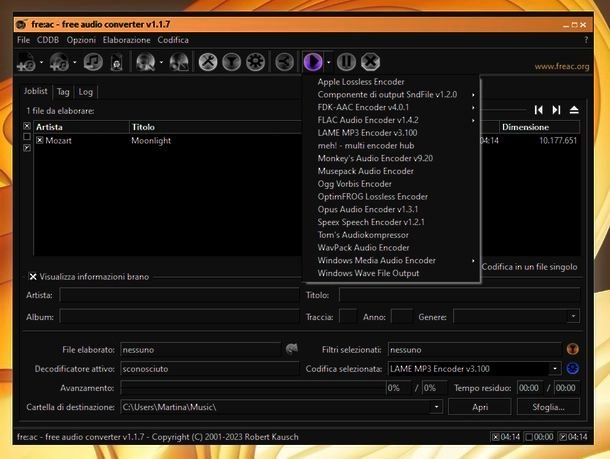 fre:ac - free audio converter v1.1.7
File CDDB Opzioni Elaborazione Codifica ?
www.freac.org
Joblist Tag Log
1 file da elaborare:
Artista Titolo Dimensione
Mozart Moonlight 04:14 10.177.651
Apple Lossless Encoder
Componente di output SndFile v1.2.0
FDK-AAC Encoder v4.0.1
FLAC Audio Encoder v1.4.2
LAME MP3 Encoder v3.100
meh! - multi encoder hub
Monkey's Audio Encoder v9.20
Musepack Audio Encoder
Ogg Vorbis Encoder
OptimFROG Lossless Encoder
Opus Audio Encoder v1.3.1
Speex Speech Encoder v1.2.1
Tom's Audiokompressor
WavPack Audio Encoder
Windows Media Audio Encoder
Windows Wave File Output
Codifica in un file singolo
Visualizza informazioni brano
Artista: Titolo:
Album: Traccia: Anno: Genere:
File elaborato: nessuno Filtri selezionati: nessuno
Decodificatore attivo: sconosciuto Codifica selezionata: LAME MP3 Encoder v3.100
Avanzamento: 0% / 0% Tempo residuo: 00:00 / 00:00
Cartella di destinazione: C:\Users\Martina\Music\ Apri Sfoglia...
fre:ac - free audio converter v1.1.7 - Copyright (C) 2001-2023 Robert Kausch 04:14 00:00 04:14